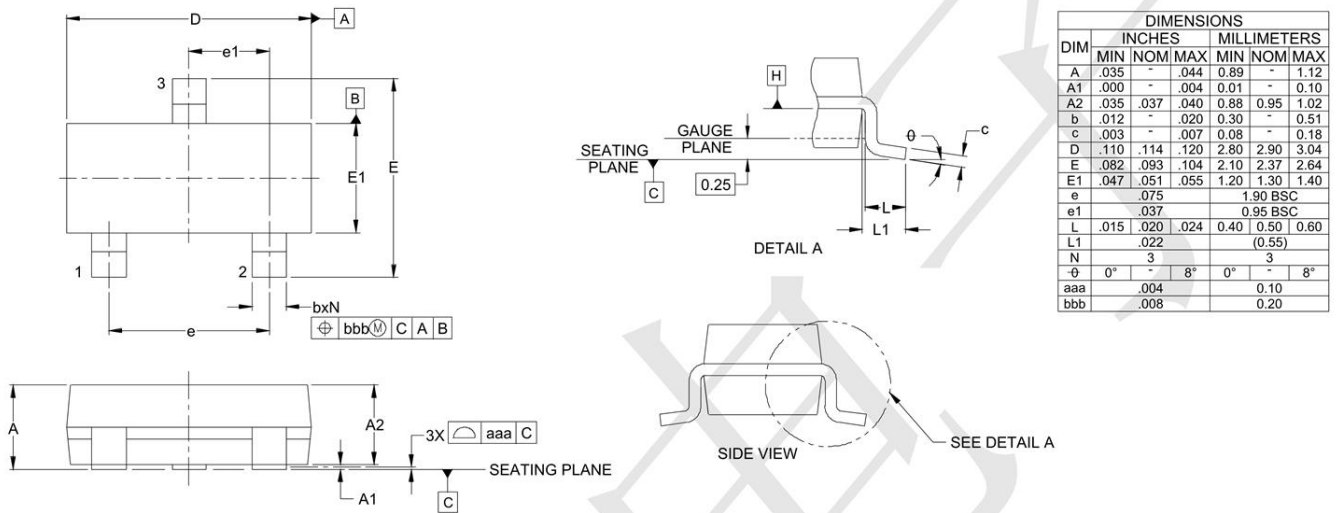 D
A
e1
3
B
E1
E
1
2
bxN
e
⌖ bbbⓂ C A B
A
A2
3X ⌓ aaa C
SEATING PLANE
A1
C
H
GAUGE
PLANE
SEATING
PLANE
C
0.25
θ
c
L
L1
DETAIL A
SIDE VIEW
SEE DETAIL A
DIMENSIONS
DIM INCHES MILLIMETERS
MIN NOM MAX MIN NOM MAX
A .035 - .044 0.89 - 1.12
A1 .000 - .004 0.01 - 0.10
A2 .035 .037 .040 0.88 0.95 1.02
b .012 - .020 0.30 - 0.51
c .003 - .007 0.08 - 0.18
D .110 .114 .120 2.80 2.90 3.04
E .082 .093 .104 2.10 2.37 2.64
E1 .047 .051 .055 1.20 1.30 1.40
e .075 1.90 BSC
e1 .037 0.95 BSC
L .015 .020 .024 0.40 0.50 0.60
L1 .022 (0.55)
N 3 3
θ 0° - 8° 0° - 8°
aaa .004 0.10
bbb .008 0.20